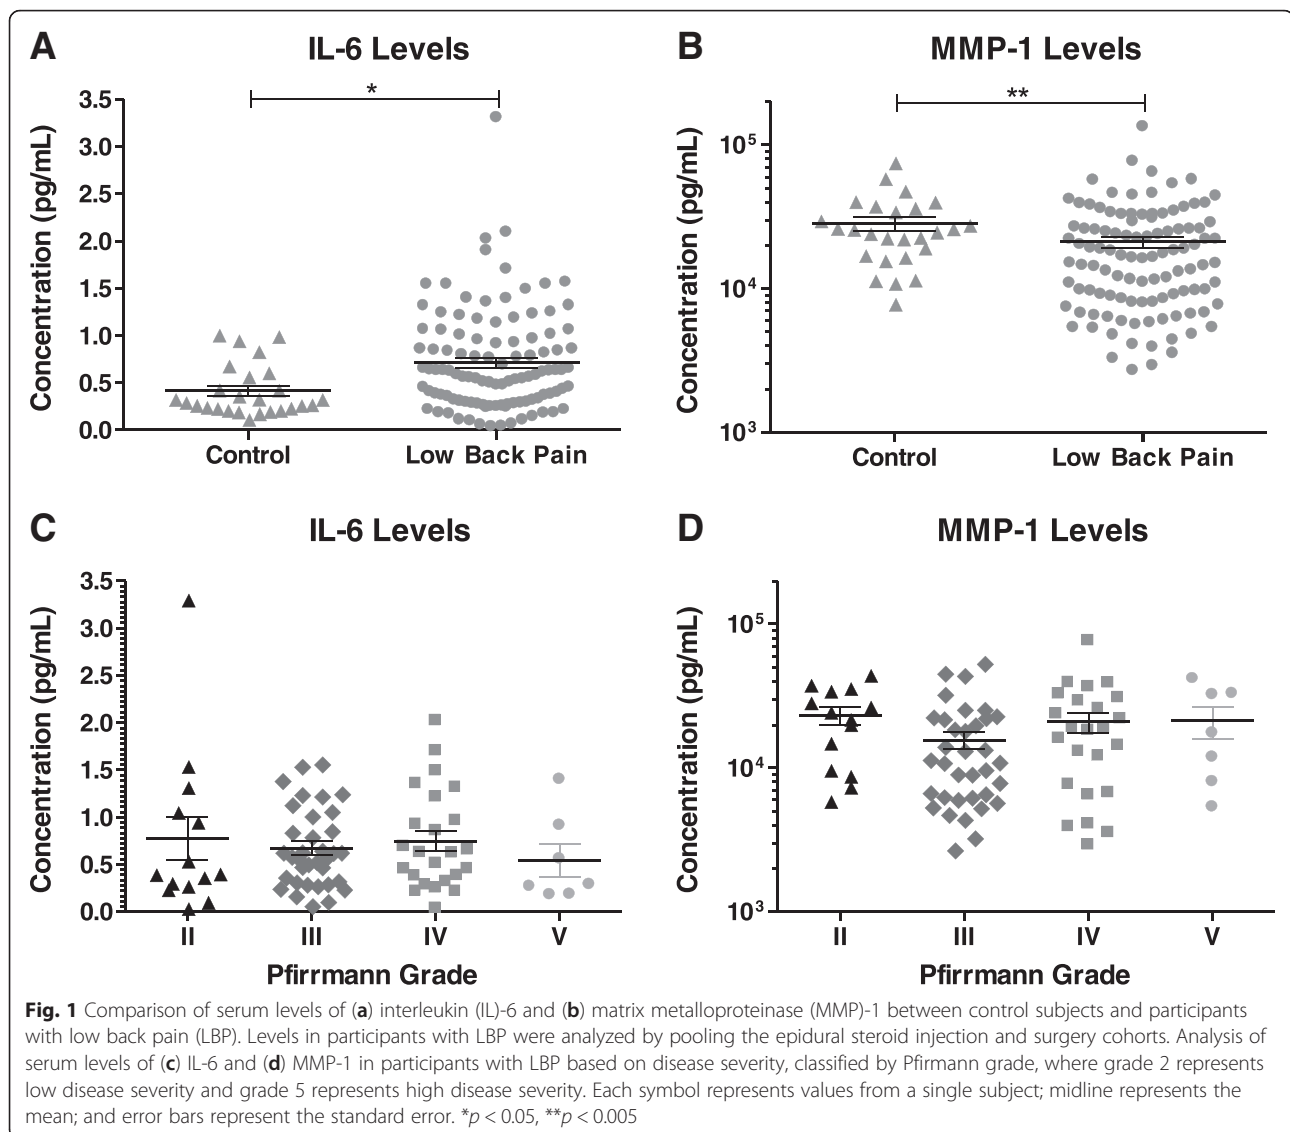 A
IL-6 Levels
Concentration (pg/mL)
3.5
3.0
2.5
2.0
1.5
1.0
0.5
0.0
*
Control
Low Back Pain
B
MMP-1 Levels
Concentration (pg/mL)
10⁵
10⁴
10³
**
Control
Low Back Pain
C
IL-6 Levels
Concentration (pg/mL)
3.5
3.0
2.5
2.0
1.5
1.0
0.5
0.0
II
III
IV
V
Pfirrmann Grade
D
MMP-1 Levels
Concentration (pg/mL)
10⁵
10⁴
10³
II
III
IV
V
Pfirrmann Grade
Fig. 1 Comparison of serum levels of (a) interleukin (IL)-6 and (b) matrix metalloproteinase (MMP)-1 between control subjects and participants
with low back pain (LBP). Levels in participants with LBP were analyzed by pooling the epidural steroid injection and surgery cohorts. Analysis of
serum levels of (c) IL-6 and (d) MMP-1 in participants with LBP based on disease severity, classified by Pfirmann grade, where grade 2 represents
low disease severity and grade 5 represents high disease severity. Each symbol represents values from a single subject; midline represents the
mean; and error bars represent the standard error. *p < 0.05, **p < 0.005